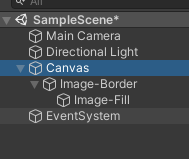 All
SampleScene*
Main Camera
Directional Light
Canvas
Image-Border
Image-Fill
EventSystem